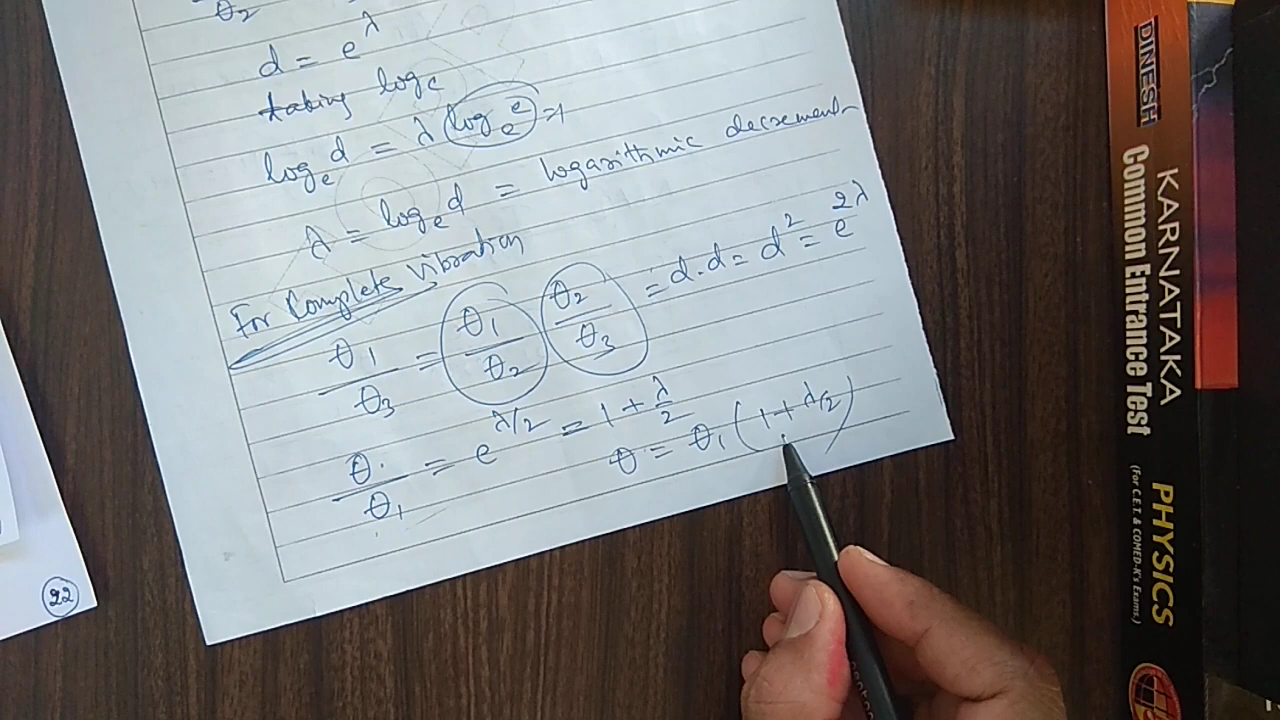 θ₂
d = e^λ
taking logₑ
logₑ d = λ logₑ e = 1
λ = logₑ d = logarithmic decrement
For Complete vibration
θ₁/θ₃ = θ₁/θ₂ θ₂/θ₃ = d.d = d² = e^2λ
θ/θ₁ = e^λ/2 = 1 + λ/2 θ = θ₁ (1 + λ/2)
22
DINESH
KARNATAKA
Common Entrance Test
(For C.E.T. & COMED-K's Exams.)
PHYSICS